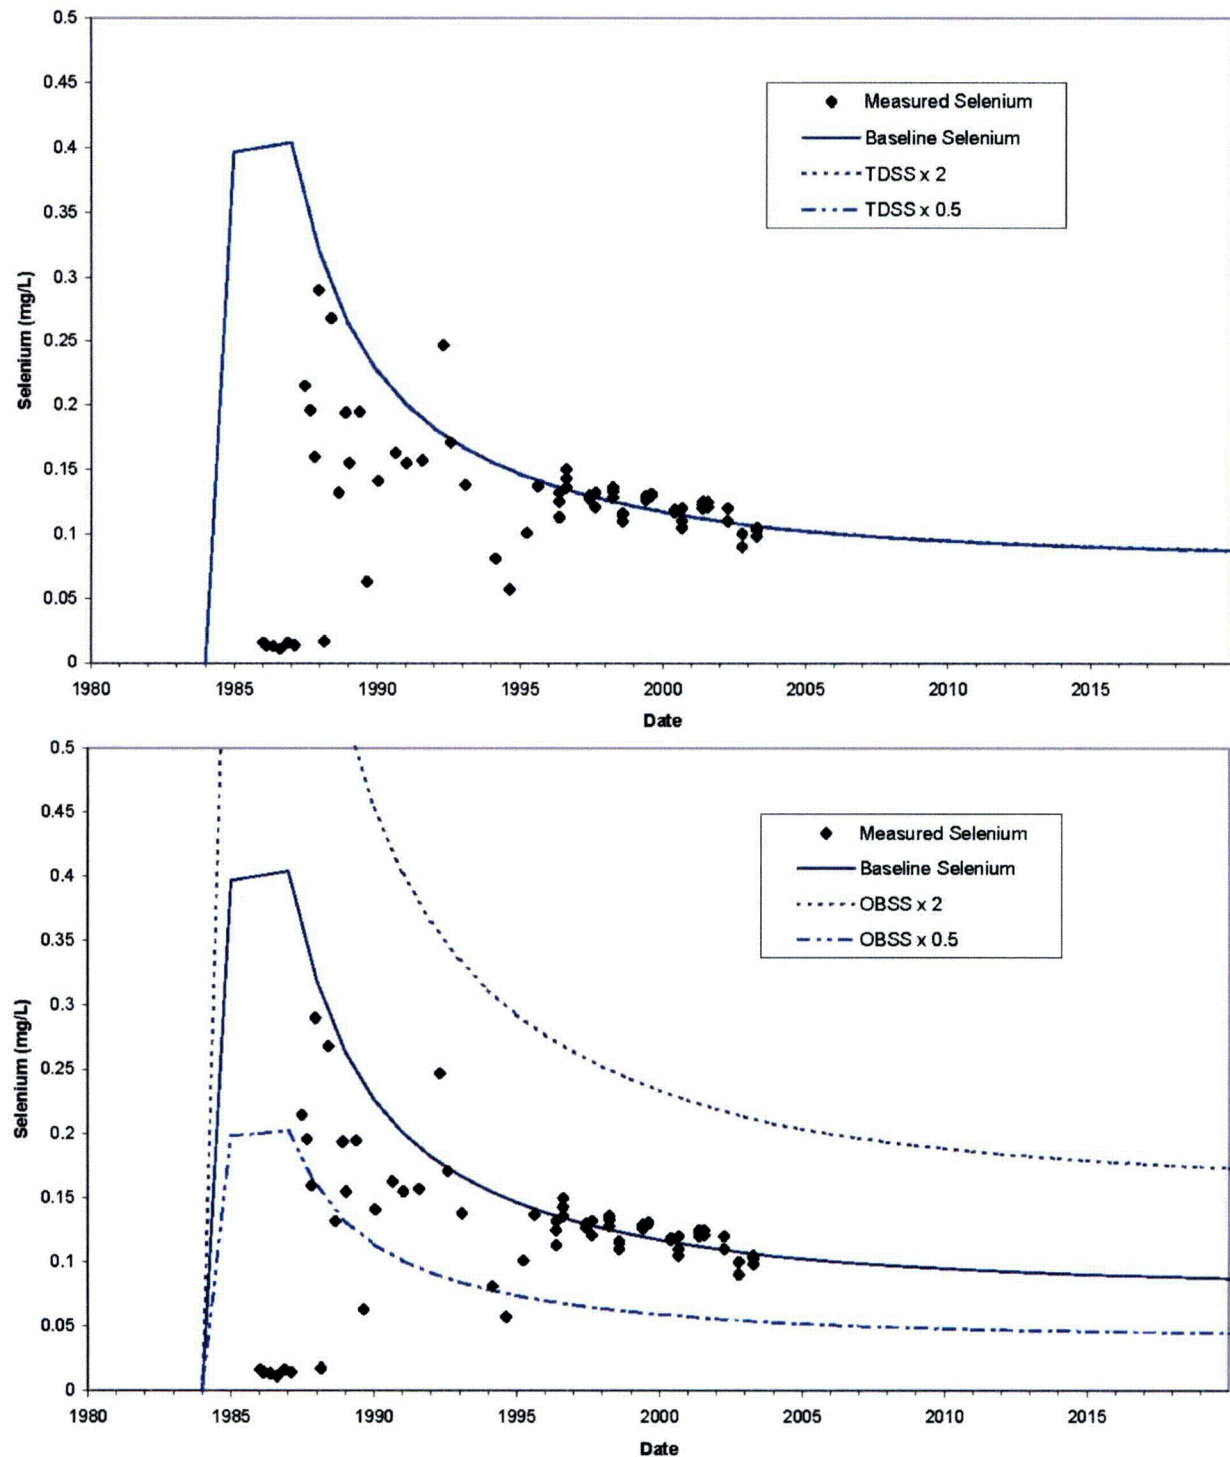 0.5
0.45
0.4
0.35
0.3
0.25
0.2
0.15
0.1
0.05
0
Selenium (mg/L)
Measured Selenium
Baseline Selenium
TDSS x 2
TDSS x 0.5
1980 1985 1990 1995 2000 2005 2010 2015
Date
0.5
0.45
0.4
0.35
0.3
0.25
0.2
0.15
0.1
0.05
0
Selenium (mg/L)
Measured Selenium
Baseline Selenium
OBSS x 2
OBSS x 0.5
1980 1985 1990 1995 2000 2005 2010 2015
Date